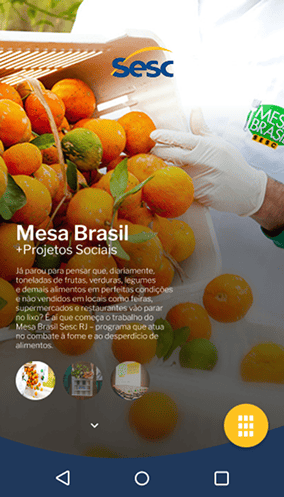 Sesc
MESA
BRASIL
SESC
Mesa Brasil
+Projetos Sociais
Já parou para pensar que, diariamente,
toneladas de frutas, verduras, legumes
e demais alimentos em perfeitas condições
e não vendidos em locais como feiras,
supermercados e restaurantes vão parar
no lixo? É aí que começa o trabalho do
Mesa Brasil Sesc RJ – programa que atua
no combate à fome e ao desperdício de
alimentos.